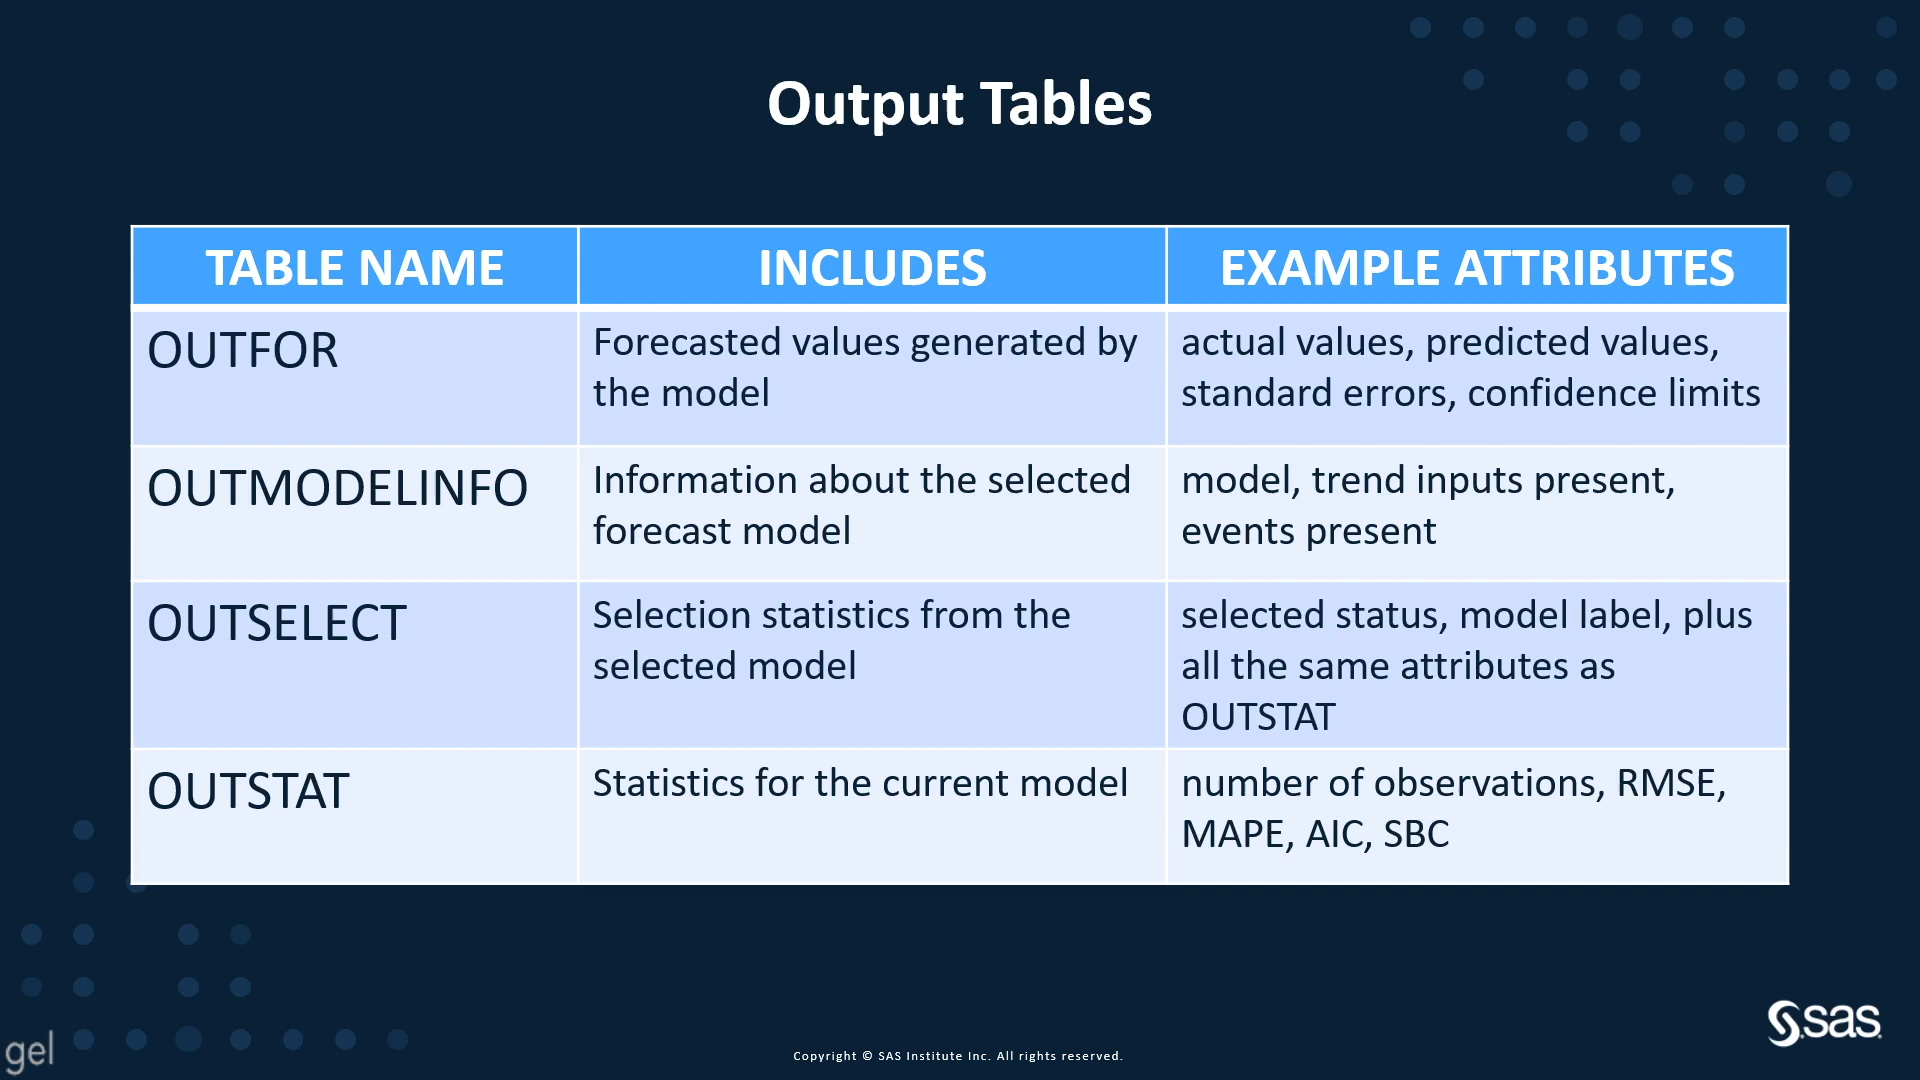 Output Tables
TABLE NAME
INCLUDES
EXAMPLE ATTRIBUTES
OUTFOR
Forecasted values generated by
the model
actual values, predicted values,
standard errors, confidence limits
OUTMODELINFO
Information about the selected
forecast model
model, trend inputs present,
events present
OUTSELECT
Selection statistics from the
selected model
selected status, model label, plus
all the same attributes as
OUTSTAT
OUTSTAT
Statistics for the current model
number of observations, RMSE,
MAPE, AIC, SBC
gel
Copyright © SAS Institute Inc. All rights reserved.
sas